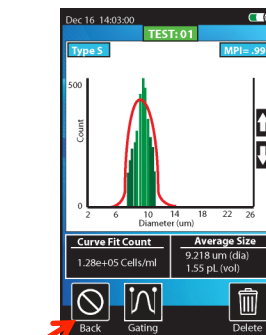 Dec 16 14:03:00
TEST: 01
Type S
MPI= .99
500
Count
0
2 6 10 14 18 22 26
Diameter (um)
Curve Fit Count
1.28e+05 Cells/ml
Average Size
9.218 um (dia)
1.55 pL (vol)
Back Gating Delete